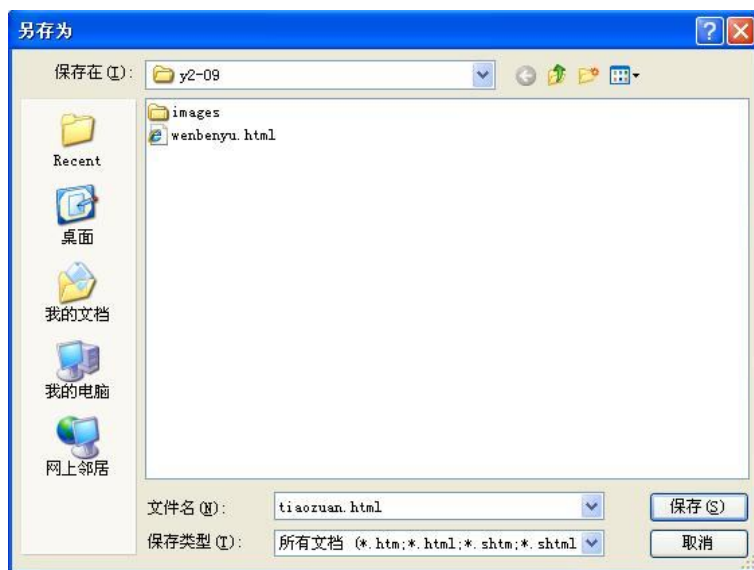 另存为
保存在(I):
y2-09
images
wenbenyu.html
Recent
桌面
我的文档
我的电脑
网上邻居
文件名(N):
tiaozuan.html
保存(S)
保存类型(T):
所有文档 (*.htm;*.html;*.shtm;*.shtml
取消